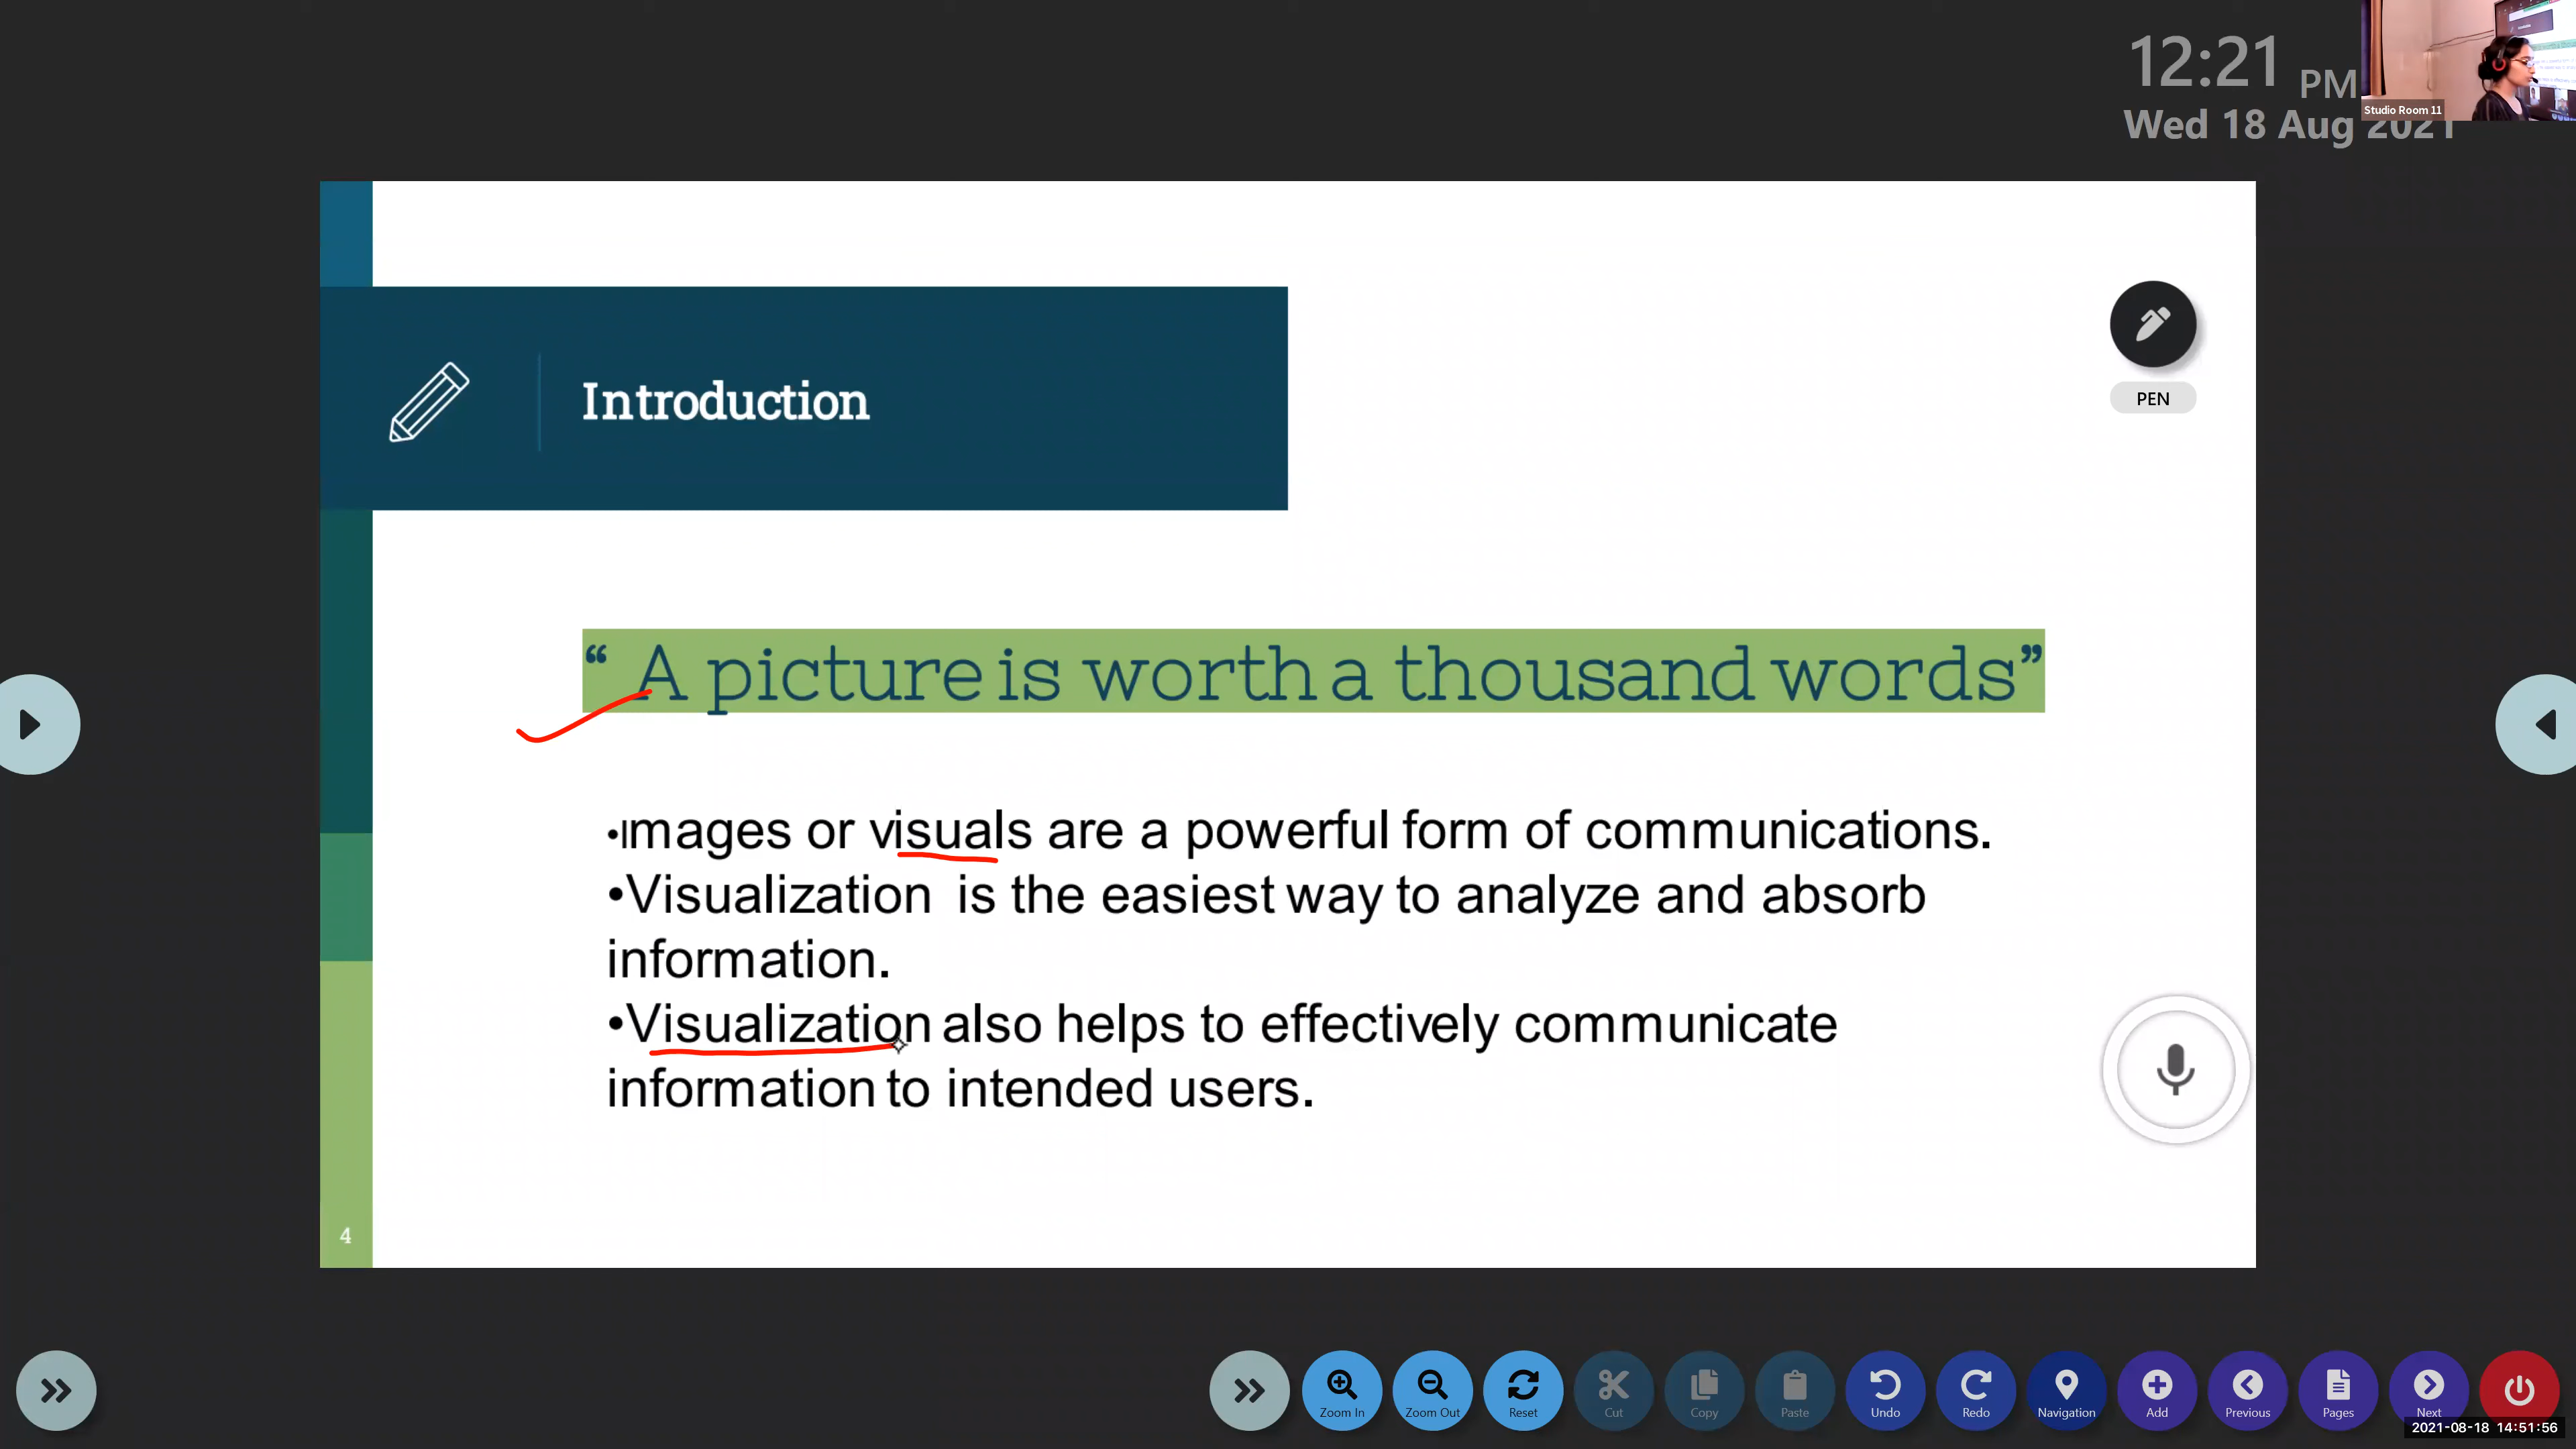 12:21 PM
Wed 18 Aug 2021
Studio Room 11
Introduction
PEN
“ A picture is worth a thousand words”
•Images or visuals are a powerful form of communications.
•Visualization is the easiest way to analyze and absorb
information.
•Visualization also helps to effectively communicate
information to intended users.
4
Zoom In Zoom Out Reset Cut Copy Paste Undo Redo Navigation Add Previous Pages Next
2021-08-18 14:51:56